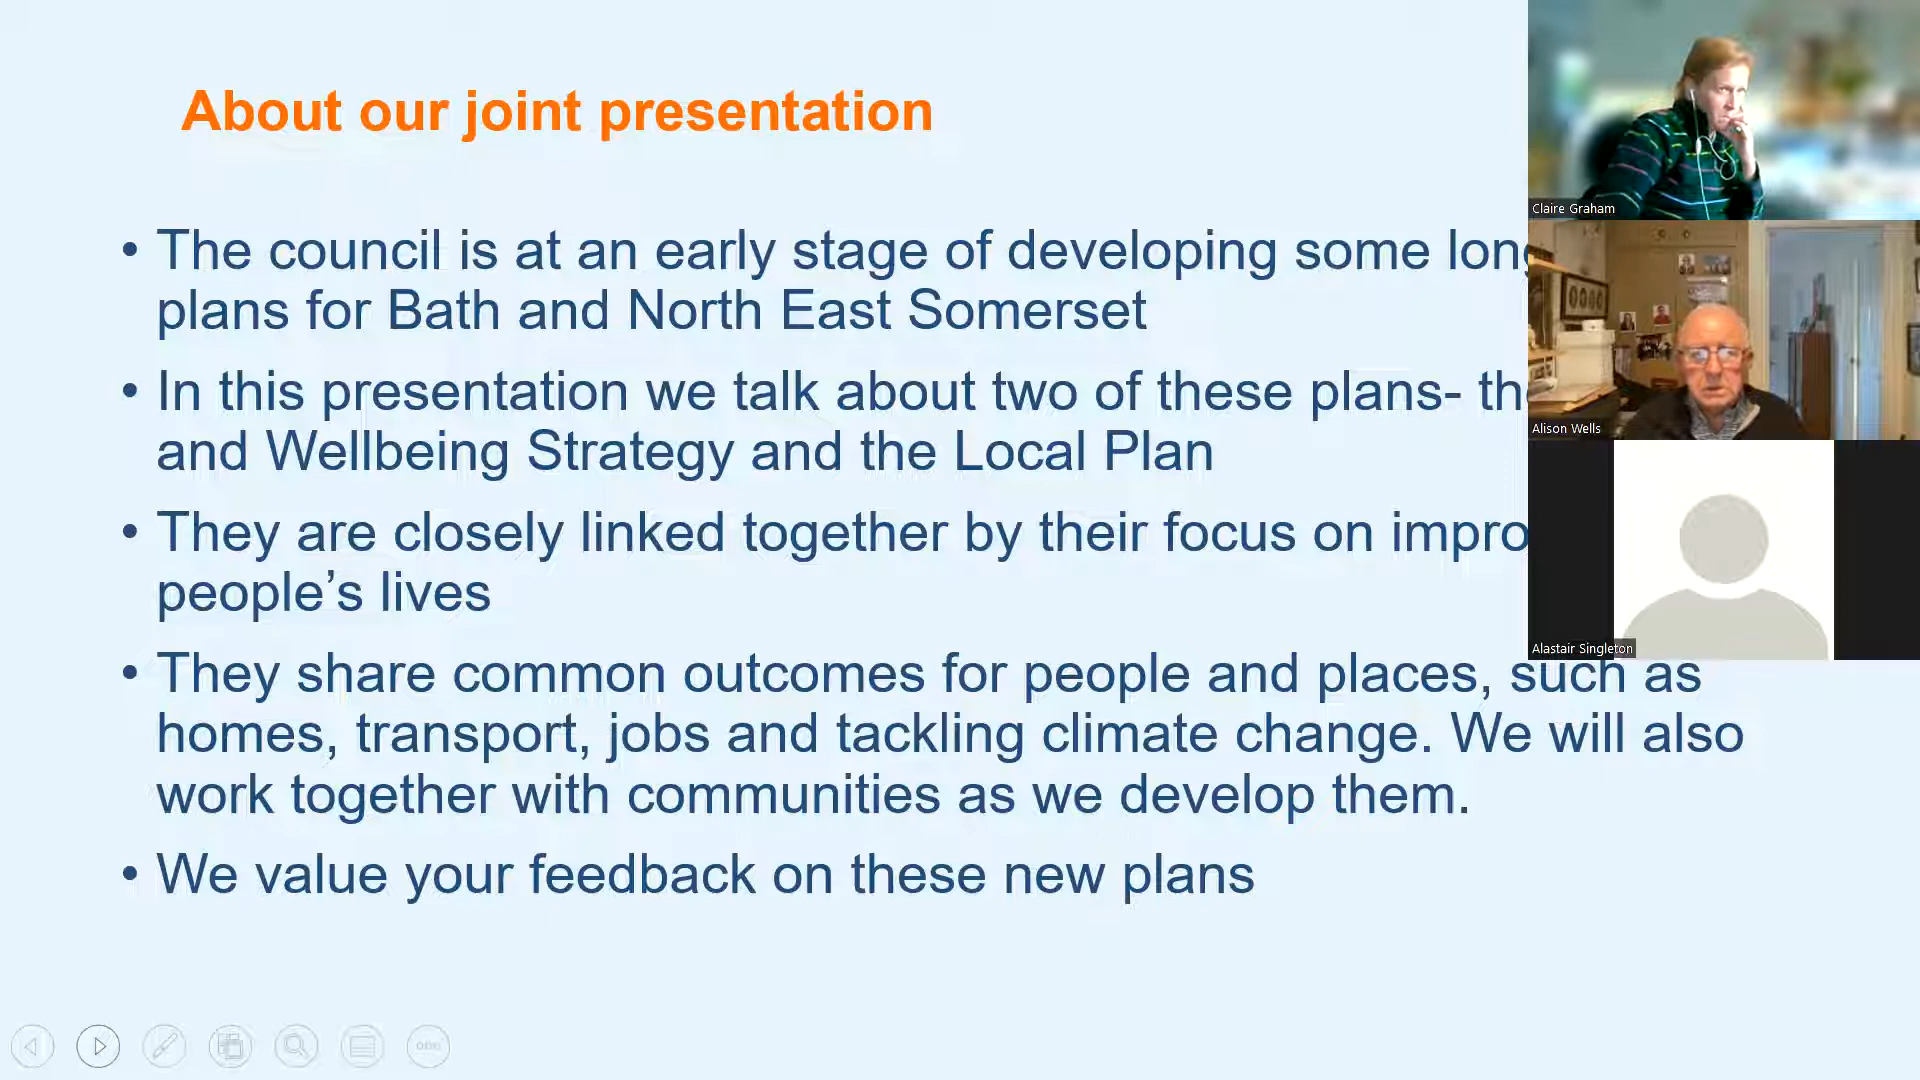 About our joint presentation
• The council is at an early stage of developing some
plans for Bath and North East Somerset
• In this presentation we talk about two of these plans-
and Wellbeing Strategy and the Local Plan
• They are closely linked together by their focus on
people’s lives
• They share common outcomes for people and places, such as
homes, transport, jobs and tackling climate change. We will also
work together with communities as we develop them.
• We value your feedback on these new plans
Claire Graham
Alison Wells
Alastair Singleton